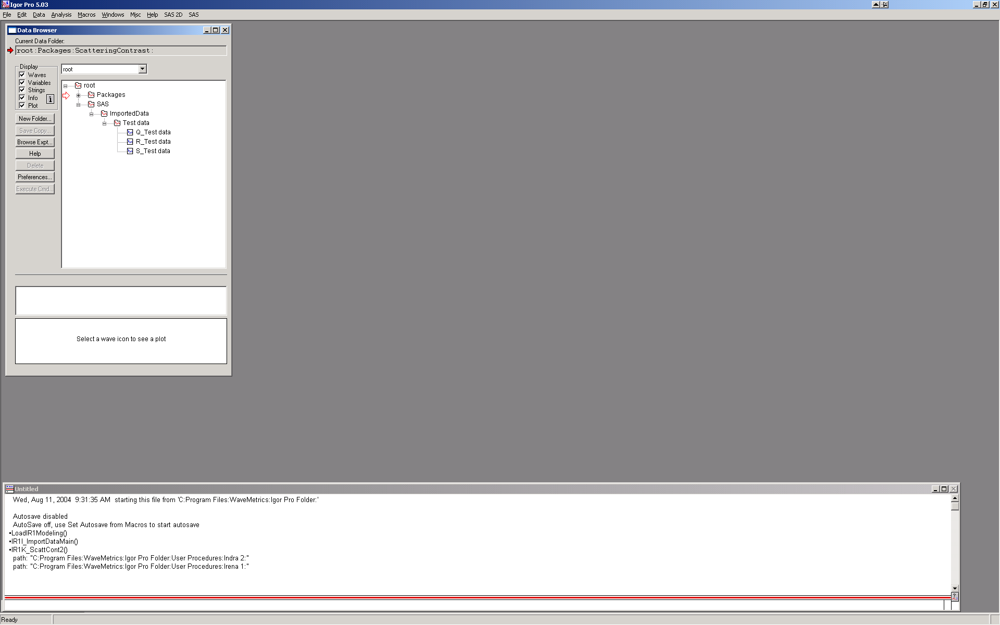 Igor Pro 5.03
File Edit Data Analysis Macros Windows Misc Help SAS 2D SAS
Data Browser
Current Data Folder:
root:Packages:ScatteringContrast:
Display
Waves
Variables
Strings
Info
Plot
root
New Folder...
Save Copy...
Browse Expt...
Help
Delete
Preferences...
Execute Cmd...
root
Packages
SAS
ImportedData
Test data
Q_Test data
R_Test data
S_Test data
Select a wave icon to see a plot
Untitled
Wed, Aug 11, 2004 9:31:35 AM starting this file from 'C:Program Files:WaveMetrics:Igor Pro Folder:'
Autosave disabled
AutoSave off, use Set Autosave from Macros to start autosave
•LoadIR1Modeling()
•IR1I_ImportDataMain()
•IR1K_ScattCont2()
path: "C:Program Files:WaveMetrics:Igor Pro Folder:User Procedures:Indra 2:"
path: "C:Program Files:WaveMetrics:Igor Pro Folder:User Procedures:Irena 1:"
Ready